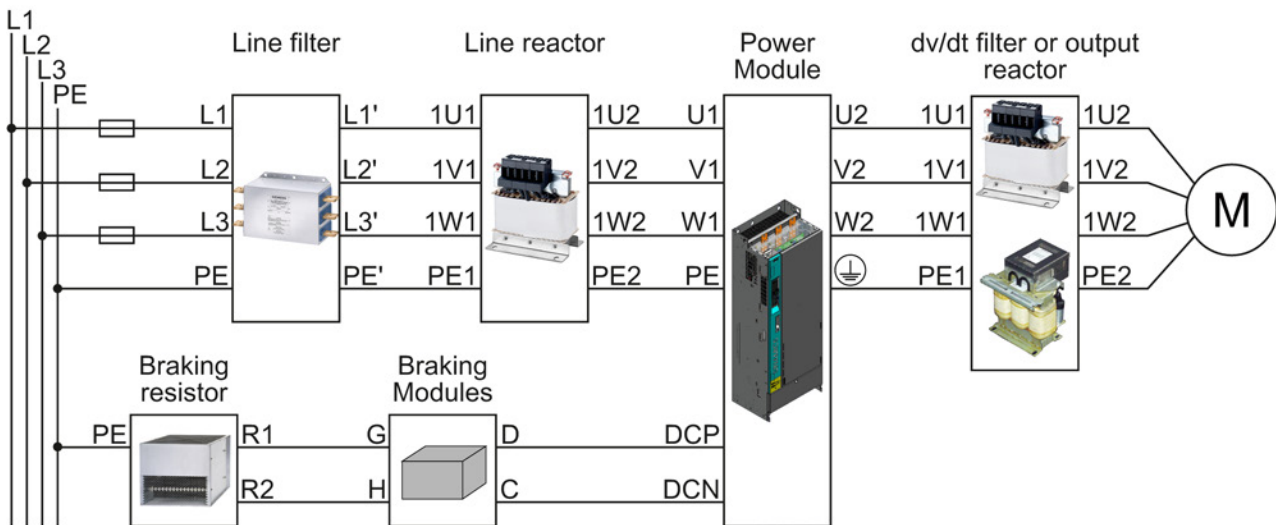 L1
L2
L3
PE
Line filter
Line reactor
Power
Module
dv/dt filter or output
reactor
L1 L1' 1U1 1U2 U1 U2 1U1 1U2
L2 L2' 1V1 1V2 V1 V2 1V1 1V2
L3 L3' 1W1 1W2 W1 W2 1W1 1W2
PE PE' PE1 PE2 PE PE1 PE2
M
Braking
resistor
Braking
Modules
PE R1 G D DCP
R2 H C DCN